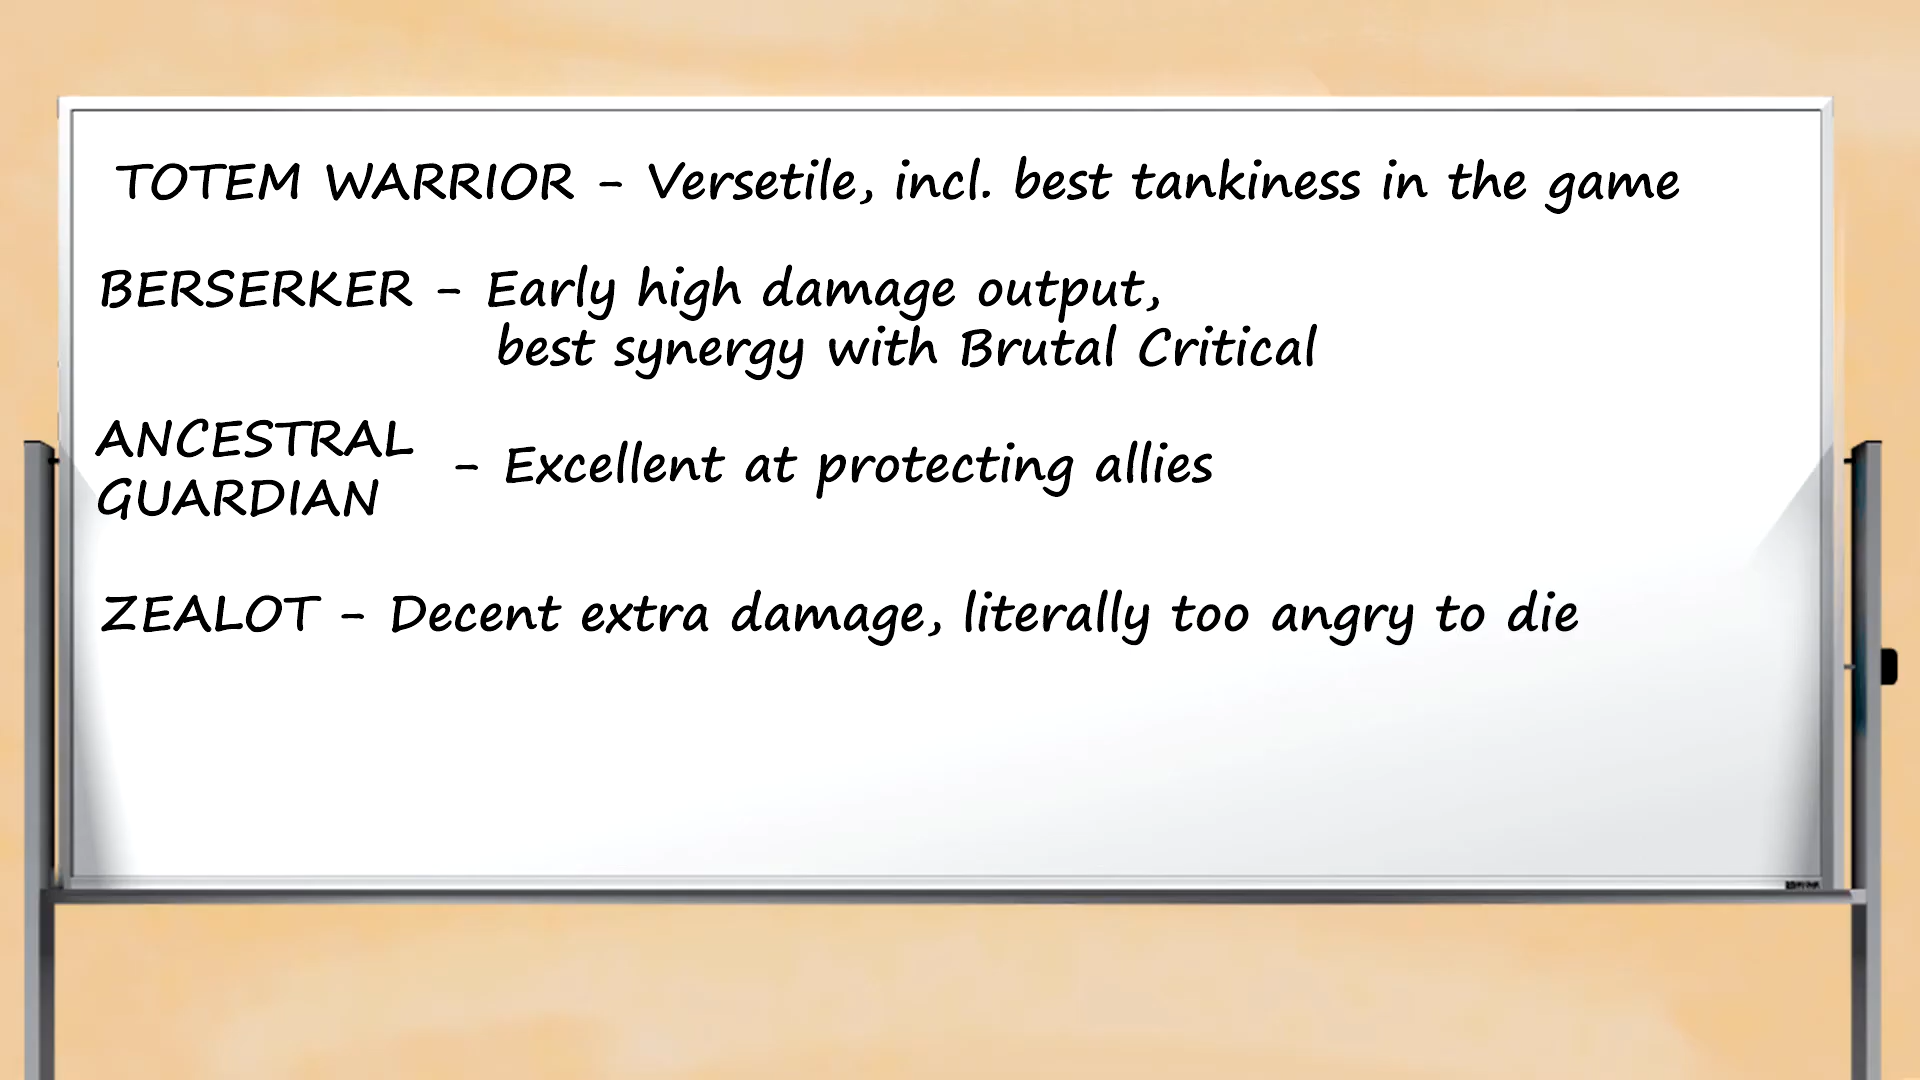 TOTEM WARRIOR - Versetile, incl. best tankiness in the game
BERSERKER - Early high damage output,
best synergy with Brutal Critical
ANCESTRAL
GUARDIAN - Excellent at protecting allies
ZEALOT - Decent extra damage, literally too angry to die